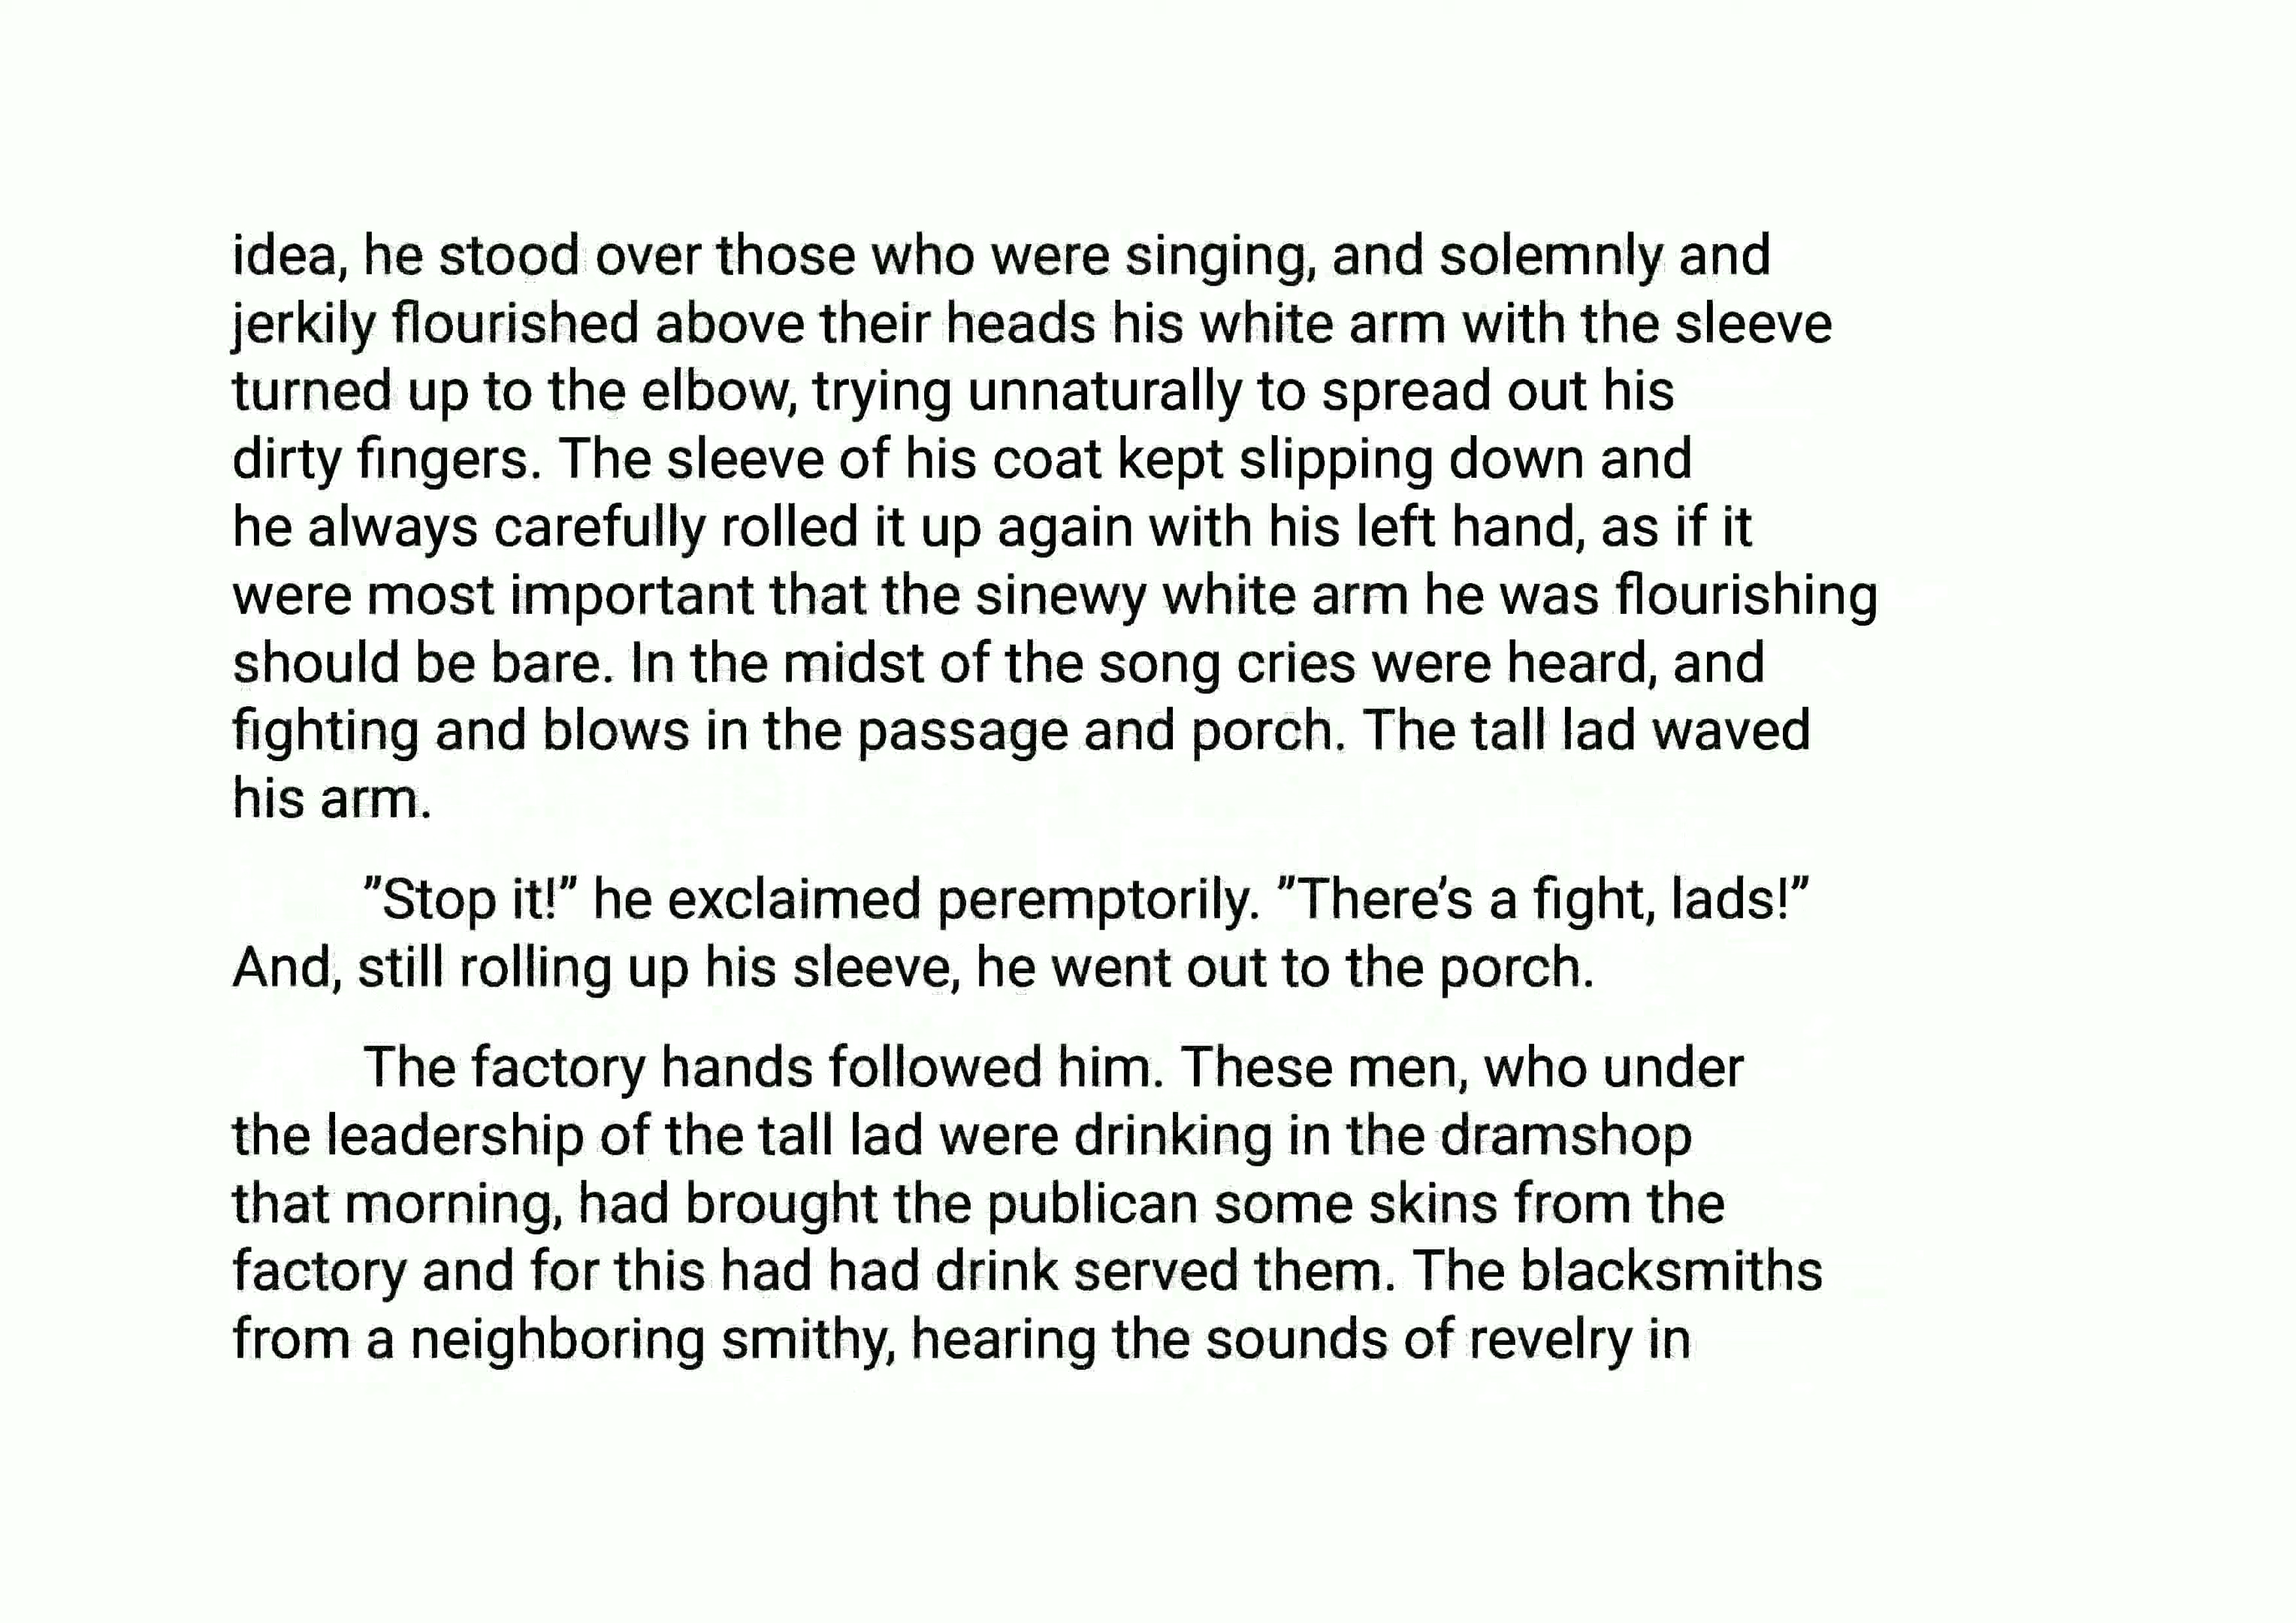 idea, he stood over those who were singing, and solemnly and
jerkily flourished above their heads his white arm with the sleeve
turned up to the elbow, trying unnaturally to spread out his
dirty fingers. The sleeve of his coat kept slipping down and
he always carefully rolled it up again with his left hand, as if it
were most important that the sinewy white arm he was flourishing
should be bare. In the midst of the song cries were heard, and
fighting and blows in the passage and porch. The tall lad waved
his arm.
”Stop it!” he exclaimed peremptorily. ”There’s a fight, lads!”
And, still rolling up his sleeve, he went out to the porch.
The factory hands followed him. These men, who under
the leadership of the tall lad were drinking in the dramshop
that morning, had brought the publican some skins from the
factory and for this had had drink served them. The blacksmiths
from a neighboring smithy, hearing the sounds of revelry in